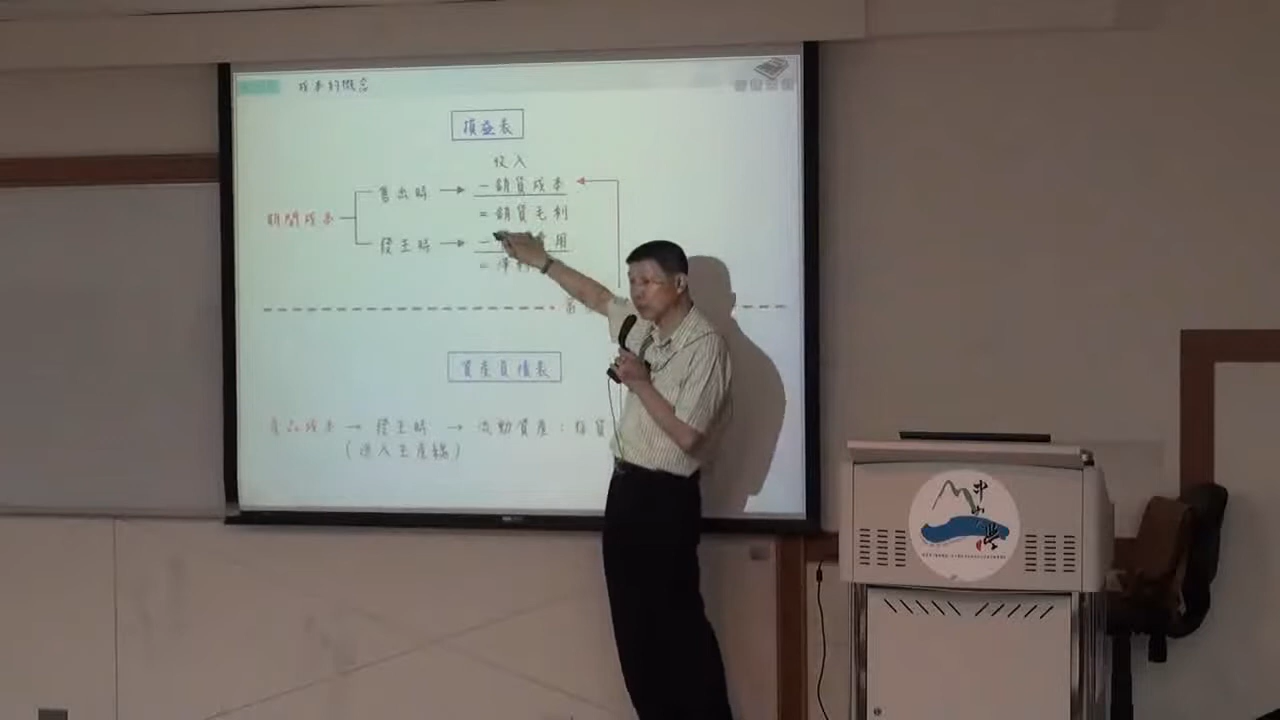 成本的概念
損益表
收入
售出時
－銷貨成本
期間成本
＝銷貨毛利
發生時
用
資產負債表
產品成本 → 發生時 → 流動資產：存貨
（進入生產線）